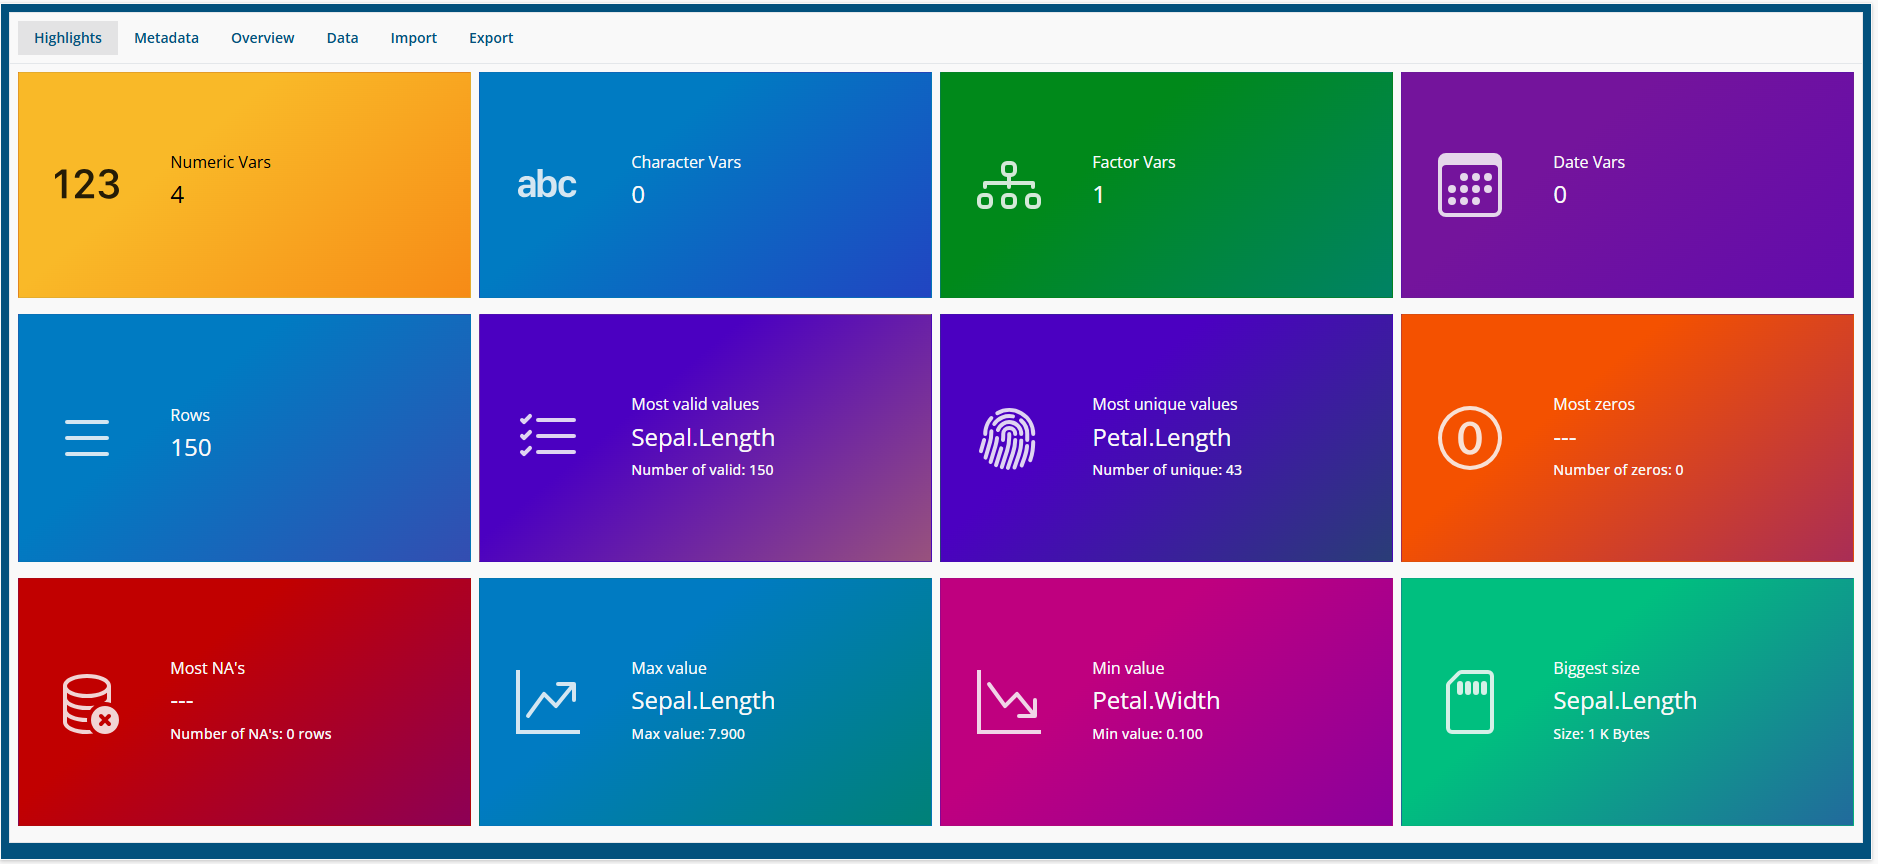 Highlights Metadata Overview Data Import Export
123
Numeric Vars
4
abc
Character Vars
0
Factor Vars
1
Date Vars
0
Rows
150
Most valid values
Sepal.Length
Number of valid: 150
Most unique values
Petal.Length
Number of unique: 43
0
Most zeros
---
Number of zeros: 0
Most NA's
---
Number of NA's: 0 rows
Max value
Sepal.Length
Max value: 7.900
Min value
Petal.Width
Min value: 0.100
Biggest size
Sepal.Length
Size: 1 K Bytes